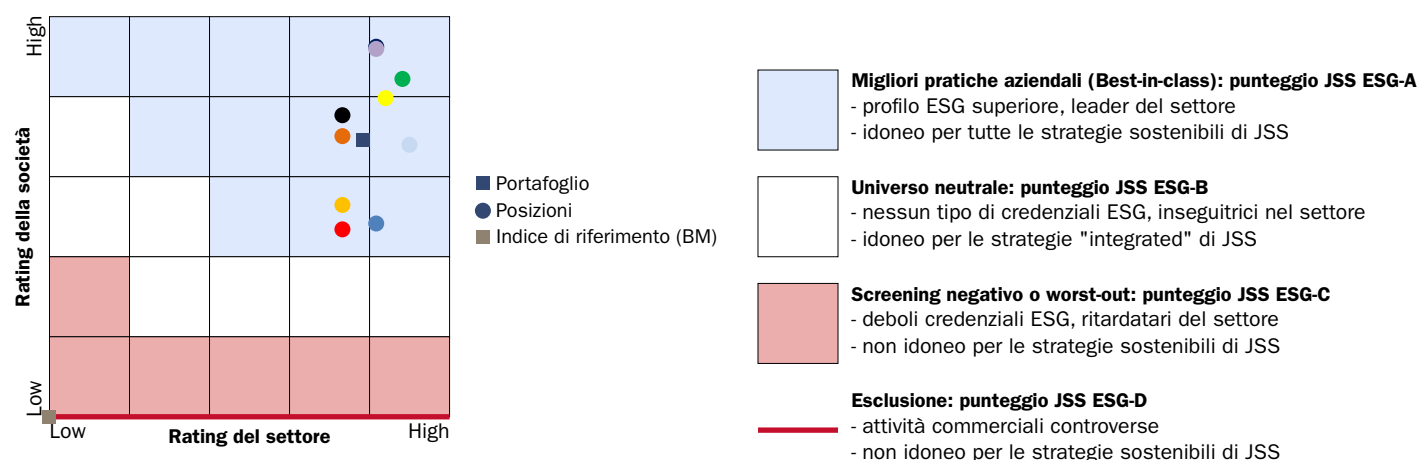 High
Rating della società
Low
Low
Rating del settore
High
Portafoglio
Posizioni
Indice di riferimento (BM)
Migliori pratiche aziendali (Best-in-class): punteggio JSS ESG-A
- profilo ESG superiore, leader del settore
- idoneo per tutte le strategie sostenibili di JSS
Universo neutrale: punteggio JSS ESG-B
- nessun tipo di credenziali ESG, inseguitrici nel settore
- idoneo per le strategie "integrated" di JSS
Screening negativo o worst-out: punteggio JSS ESG-C
- deboli credenziali ESG, ritardatari del settore
- non idoneo per le strategie sostenibili di JSS
Esclusione: punteggio JSS ESG-D
- attività commerciali controverse
- non idoneo per le strategie sostenibili di JSS